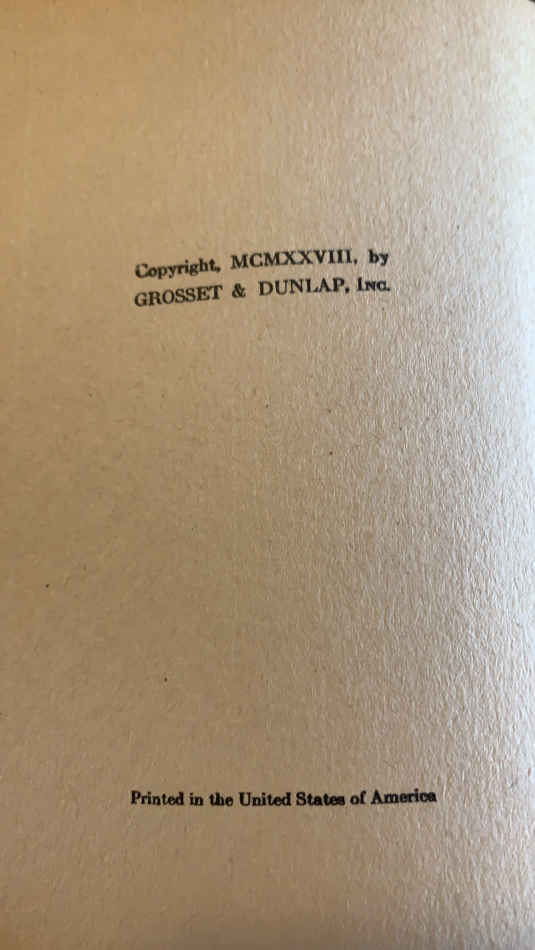 Copyright, MCMXXVIII, by
GROSSET & DUNLAP, INC.
Printed in the United States of America